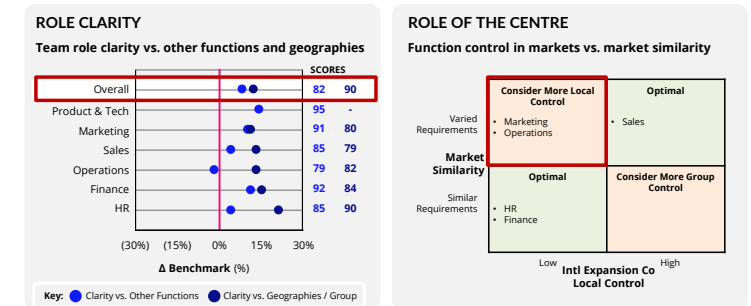 ROLE CLARITY
Team role clarity vs. other functions and geographies
SCORES
Overall 82 90
Product & Tech 95 -
Marketing 91 80
Sales 85 79
Operations 79 82
Finance 92 84
HR 85 90
(30%) (15%) 0% 15% 30%
Δ Benchmark (%)
Key: Clarity vs. Other Functions Clarity vs. Geographies / Group
ROLE OF THE CENTRE
Function control in markets vs. market similarity
Consider More Local
Control
• Marketing
• Operations
Optimal
• Sales
Varied
Requirements
Market
Similarity
Similar
Requirements
Optimal
• HR
• Finance
Consider More Group
Control
Low High
Intl Expansion Co
Local Control